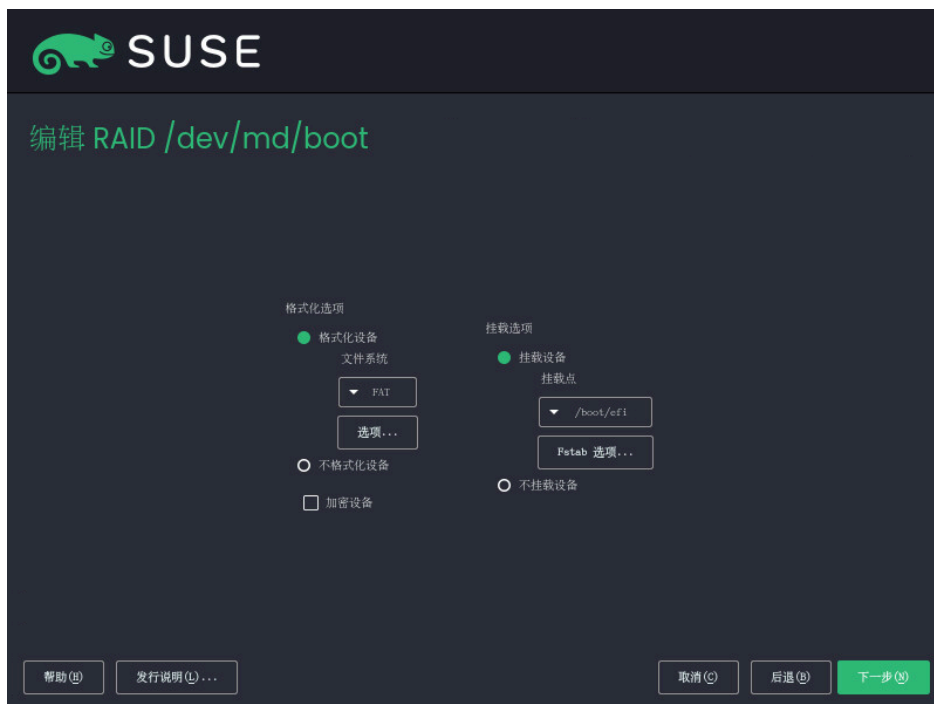 SUSE
编辑 RAID /dev/md/boot
格式化选项
格式化设备
文件系统
FAT
选项...
不格式化设备
加密设备
挂载选项
挂载设备
挂载点
/boot/efi
Fstab 选项...
不挂载设备
帮助(H)
发行说明(L)...
取消(C)
后退(B)
下一步(N)